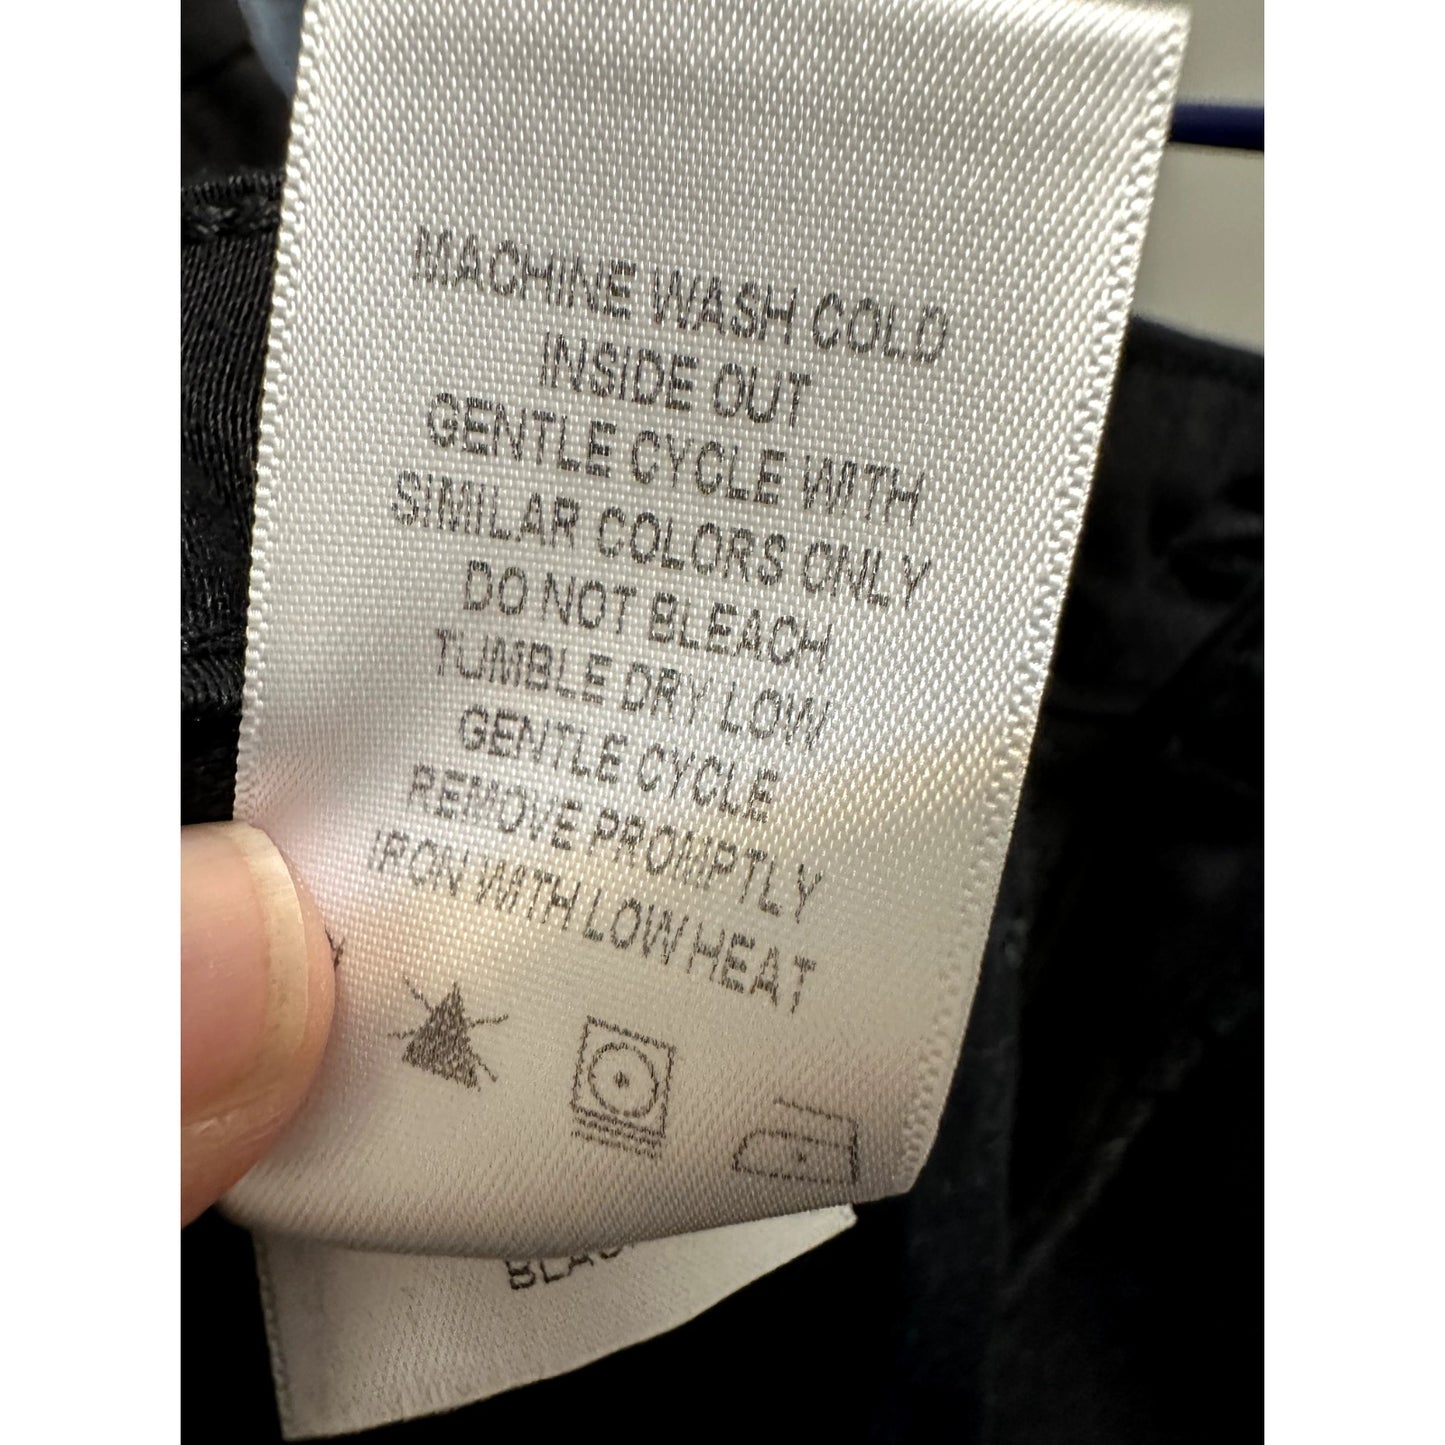 MACHINE WASH COLD
INSIDE OUT
GENTLE CYCLE WITH
SIMILAR COLORS ONLY
DO NOT BLEACH
TUMBLE DRY LOW
GENTLE CYCLE
REMOVE PROMPTLY
IRON WITH LOW HEAT